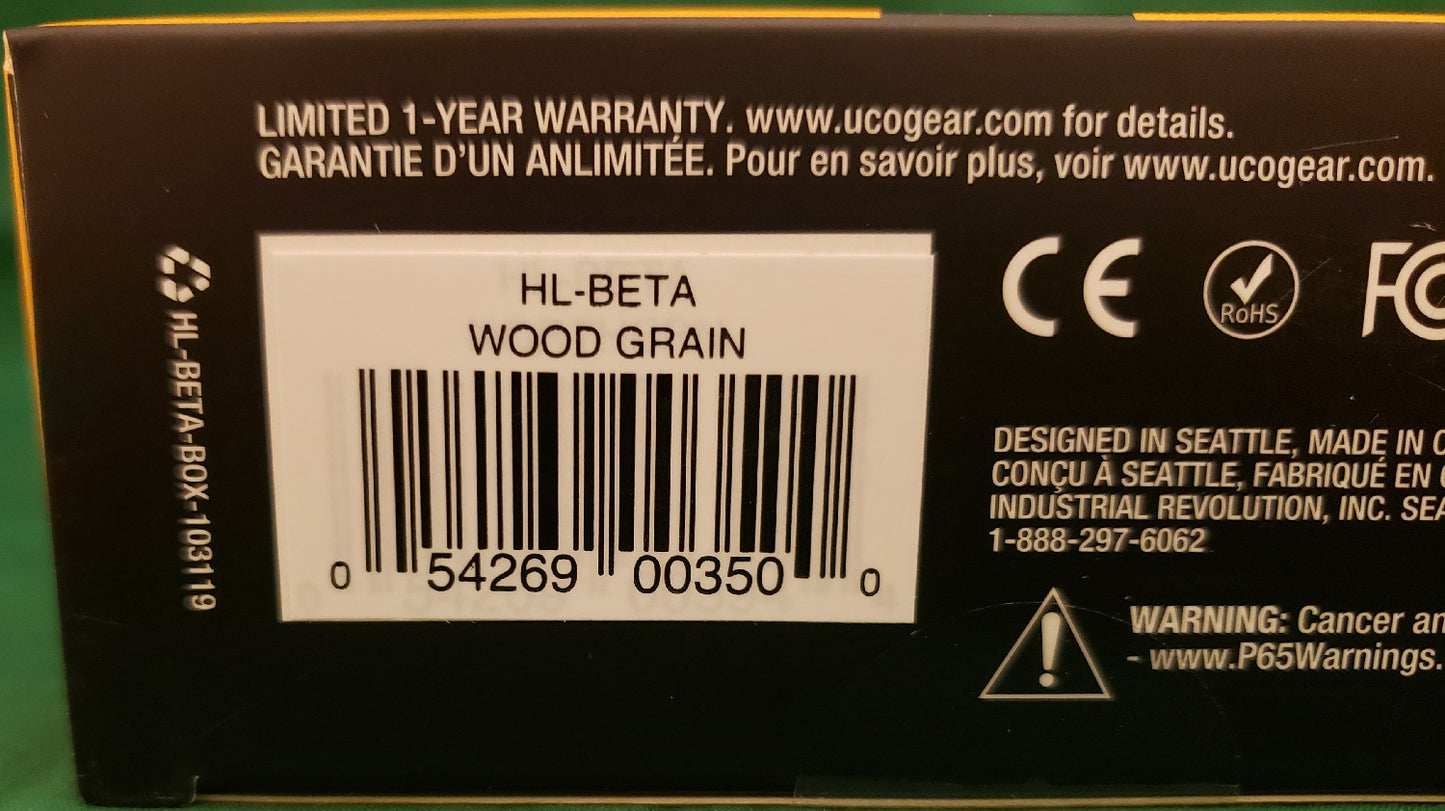 LIMITED 1-YEAR WARRANTY. www.ucogear.com for details.
GARANTIE D'UN ANLIMITÉE. Pour en savoir plus, voir www.ucogear.com.
HL-BETA-BOX-103119
HL-BETA
WOOD GRAIN
0 54269 00350 0
CE
RoHS
FC
DESIGNED IN SEATTLE, MADE IN
CONÇU À SEATTLE, FABRIQUÉ EN
INDUSTRIAL REVOLUTION, INC.
1-888-297-6062
WARNING: Cancer
- www.P65Warnings.